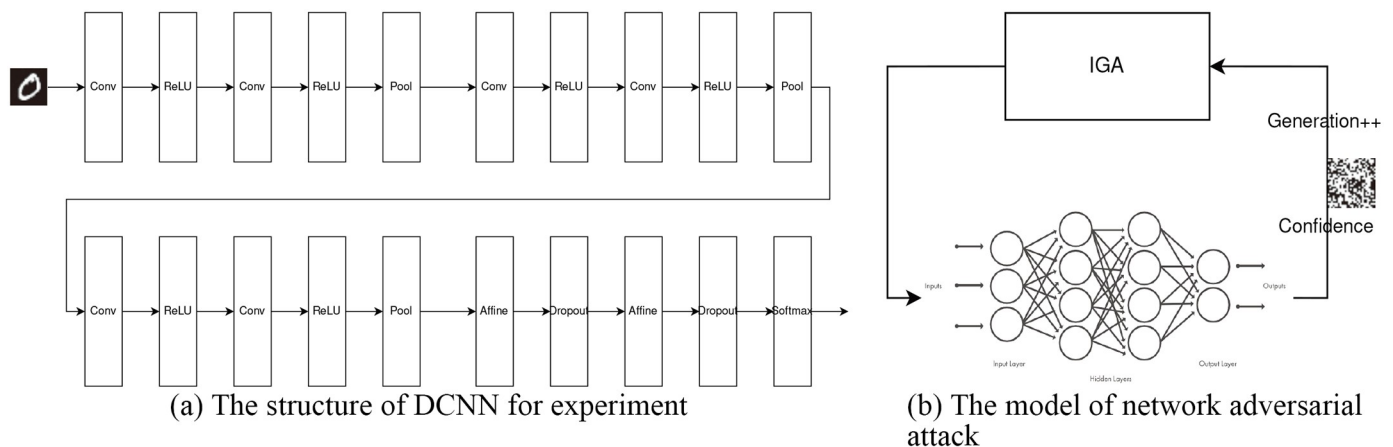 Conv ReLU Conv ReLU Pool Conv ReLU Conv ReLU Pool
Conv ReLU Conv ReLU Pool Affine Dropout Affine Dropout Softmax
(a) The structure of DCNN for experiment
IGA
Generation++
Confidence
Inputs
Outputs
Input Layer
Output Layer
Hidden Layers
(b) The model of network adversarial
attack